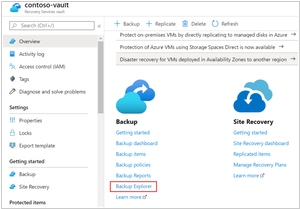 contoso-vault
Recovery Services vault
Search (Ctrl+/)
Overview
Activity log
Access control (IAM)
Tags
Diagnose and solve problems
Settings
Properties
Locks
Export template
Getting started
Backup
Site Recovery
Protected items
+ Backup
+ Replicate
Delete
Refresh
Protect on-premises VMs by directly replicating to managed disks in Azure
Protection of Azure VMs using Storage Spaces Direct is now available
Disaster recovery for VMs deployed in Availability Zones to another region
Backup
Getting started
Backup dashboard
Backup items
Backup policies
Backup Reports
Backup Explorer
Learn more
Site Recovery
Getting started
Site Recovery dashboard
Replicated items
Manage Recovery Plans
Learn more